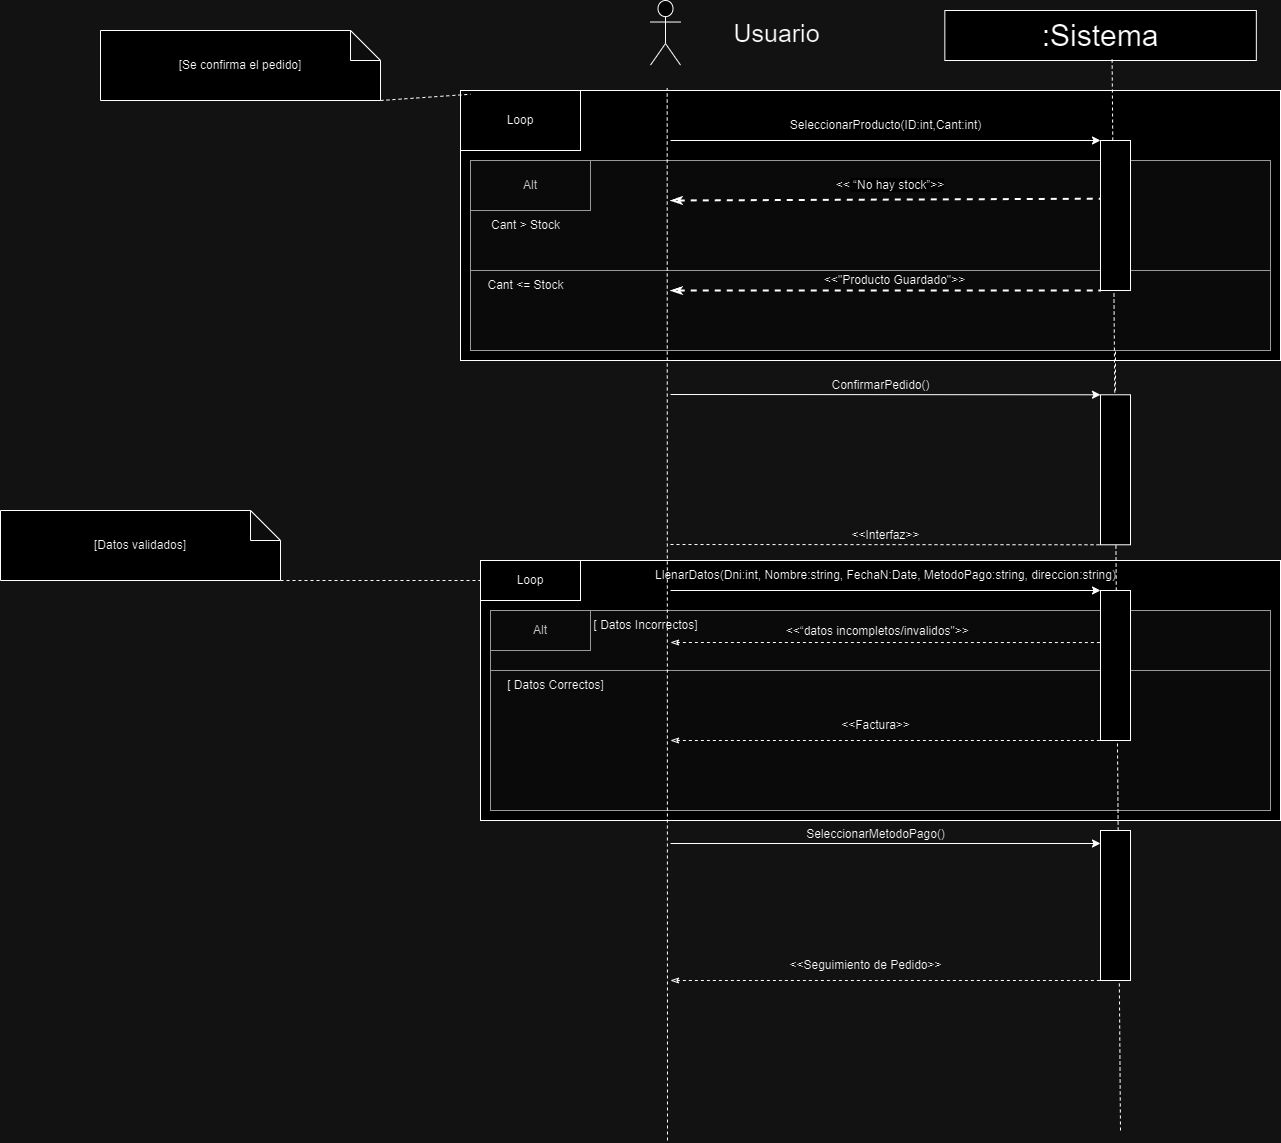 Usuario
:Sistema
[Se confirma el pedido]
Loop
SeleccionarProducto(ID:int,Cant:int)
Alt
<< “No hay stock”>>
Cant > Stock
<<"Producto Guardado">>
Cant <= Stock
ConfirmarPedido()
<<Interfaz>>
[Datos validados]
Loop
LlenarDatos(Dni:int, Nombre:string, FechaN:Date, MetodoPago:string, direccion:string)
Alt
[ Datos Incorrectos]
<<“datos incompletos/invalidos”>>
[ Datos Correctos]
<<Factura>>
SeleccionarMetodoPago()
<<Seguimiento de Pedido>>